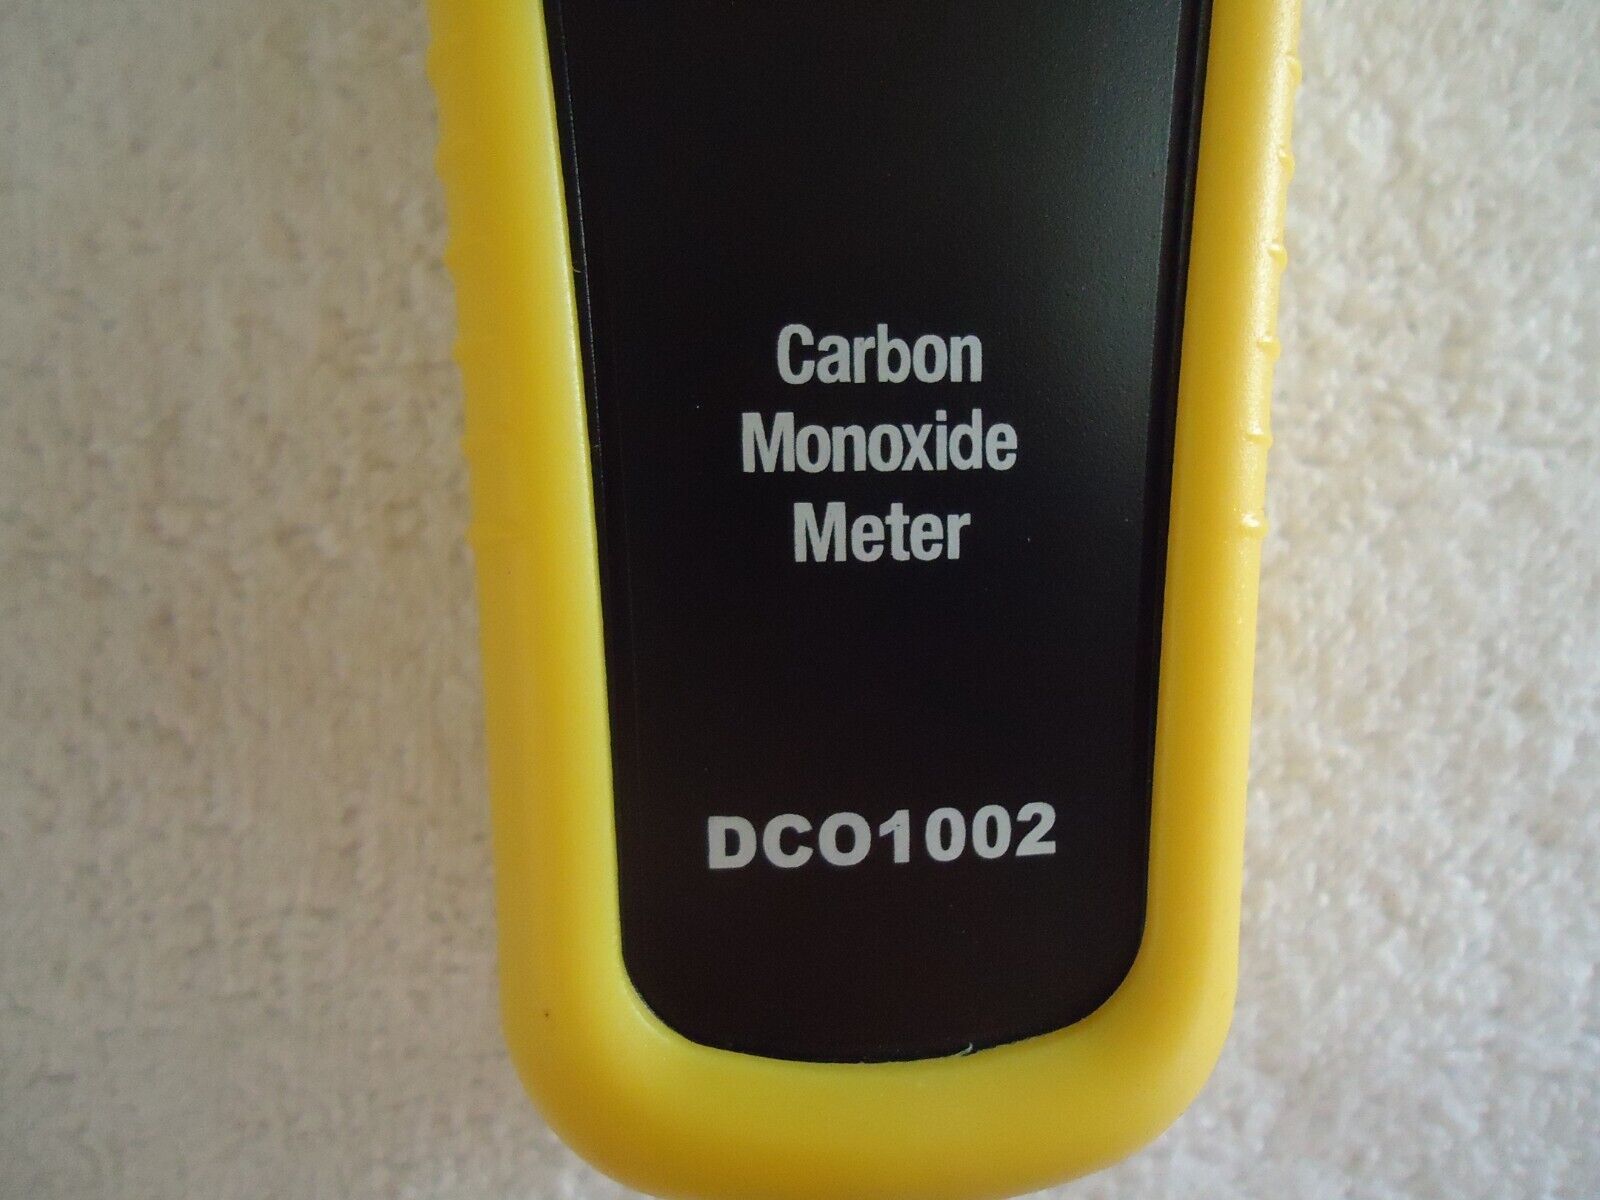 Carbon
Monoxide
Meter
DCO1002